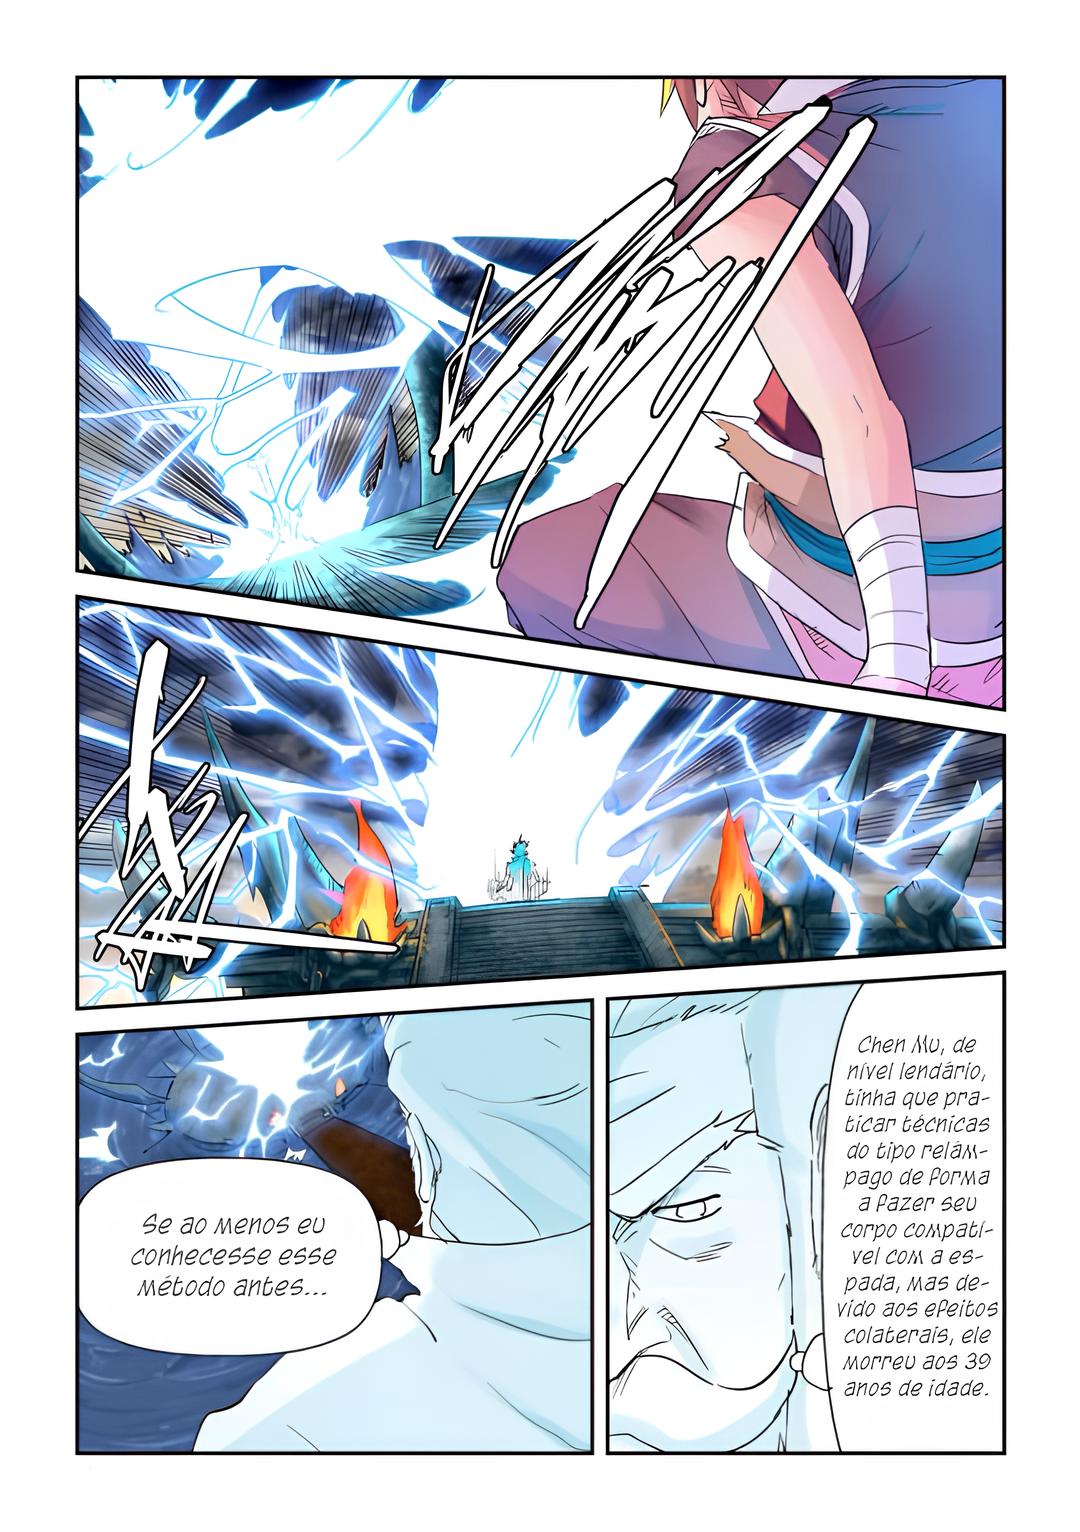 Se ao menos eu
conhecesse esse
método antes...
Chen Mu, de
nível lendário,
tinha que pra-
ticar técnicas
do tipo relâm-
pago de forma
a fazer seu
corpo compatí-
vel com a es-
pada, mas de-
vido aos efeitos
colaterais, ele
morreu aos 39
anos de idade.